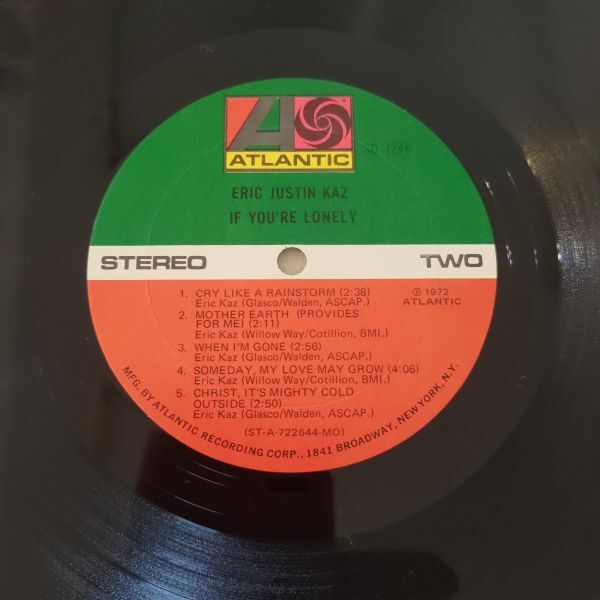 ATLANTIC
SD 7246
ERIC JUSTIN KAZ
IF YOU'RE LONELY
STEREO TWO
1. CRY LIKE A RAINSTORM (2:38)
Eric Kaz (Glasco/Walden, ASCAP.)
2. MOTHER EARTH (PROVIDES
FOR ME) (2:11)
Eric Kaz (Willow Way/Cotillion, BMI.)
3. WHEN I'M GONE (2:56)
Eric Kaz (Glasco/Walden, ASCAP.)
4. SOMEDAY, MY LOVE MAY GROW (4:06)
Eric Kaz (Willow Way/Cotillion, BMI.)
5. CHRIST, IT'S MIGHTY COLD
OUTSIDE (2:50)
Eric Kaz (Glasco/Walden, ASCAP.)
℗ 1972
ATLANTIC
(ST-A-722644-MO)
MFG. BY ATLANTIC RECORDING CORP., 1841 BROADWAY, NEW YORK, N.Y.